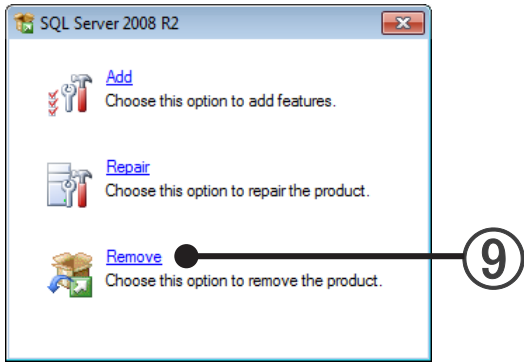 SQL Server 2008 R2
Add
Choose this option to add features.
Repair
Choose this option to repair the product.
Remove
Choose this option to remove the product.
9